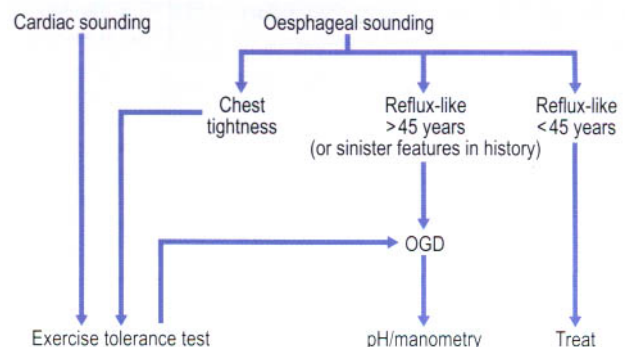 Cardiac sounding
Oesphageal sounding
Chest
tightness
Reflux-like
>45 years
(or sinister features in history)
Reflux-like
<45 years
OGD
Exercise tolerance test
pH/manometry
Treat